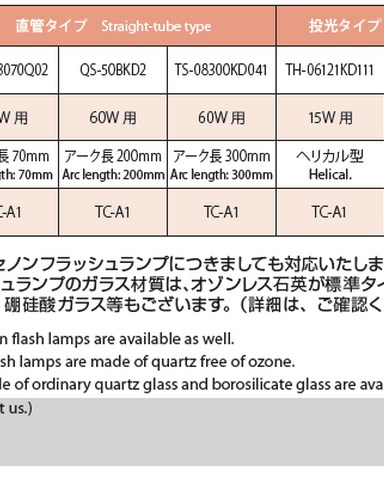 直管タイプ Straight-tube type 投光タイプ
3070Q02 QS-50BKD2 TS-08300KD041 TH-06121KD111
W 用 60W 用 60W 用 15W 用
長 70mm アーク長 200mm アーク長 300mm ヘリカル型
gth: 70mm Arc length: 200mm Arc length: 300mm Helical.
C-A1 TC-A1 TC-A1 TC-A1
セノンフラッシュランプにつきましても対応いたしま
ュランプのガラス材質は、オゾンレス石英が標準タイ
硼硅酸ガラス等もございます。（詳細は、ご確認く
n flash lamps are available as well.
sh lamps are made of quartz free of ozone.
le of ordinary quartz glass and borosilicate glass are ava
t us.)